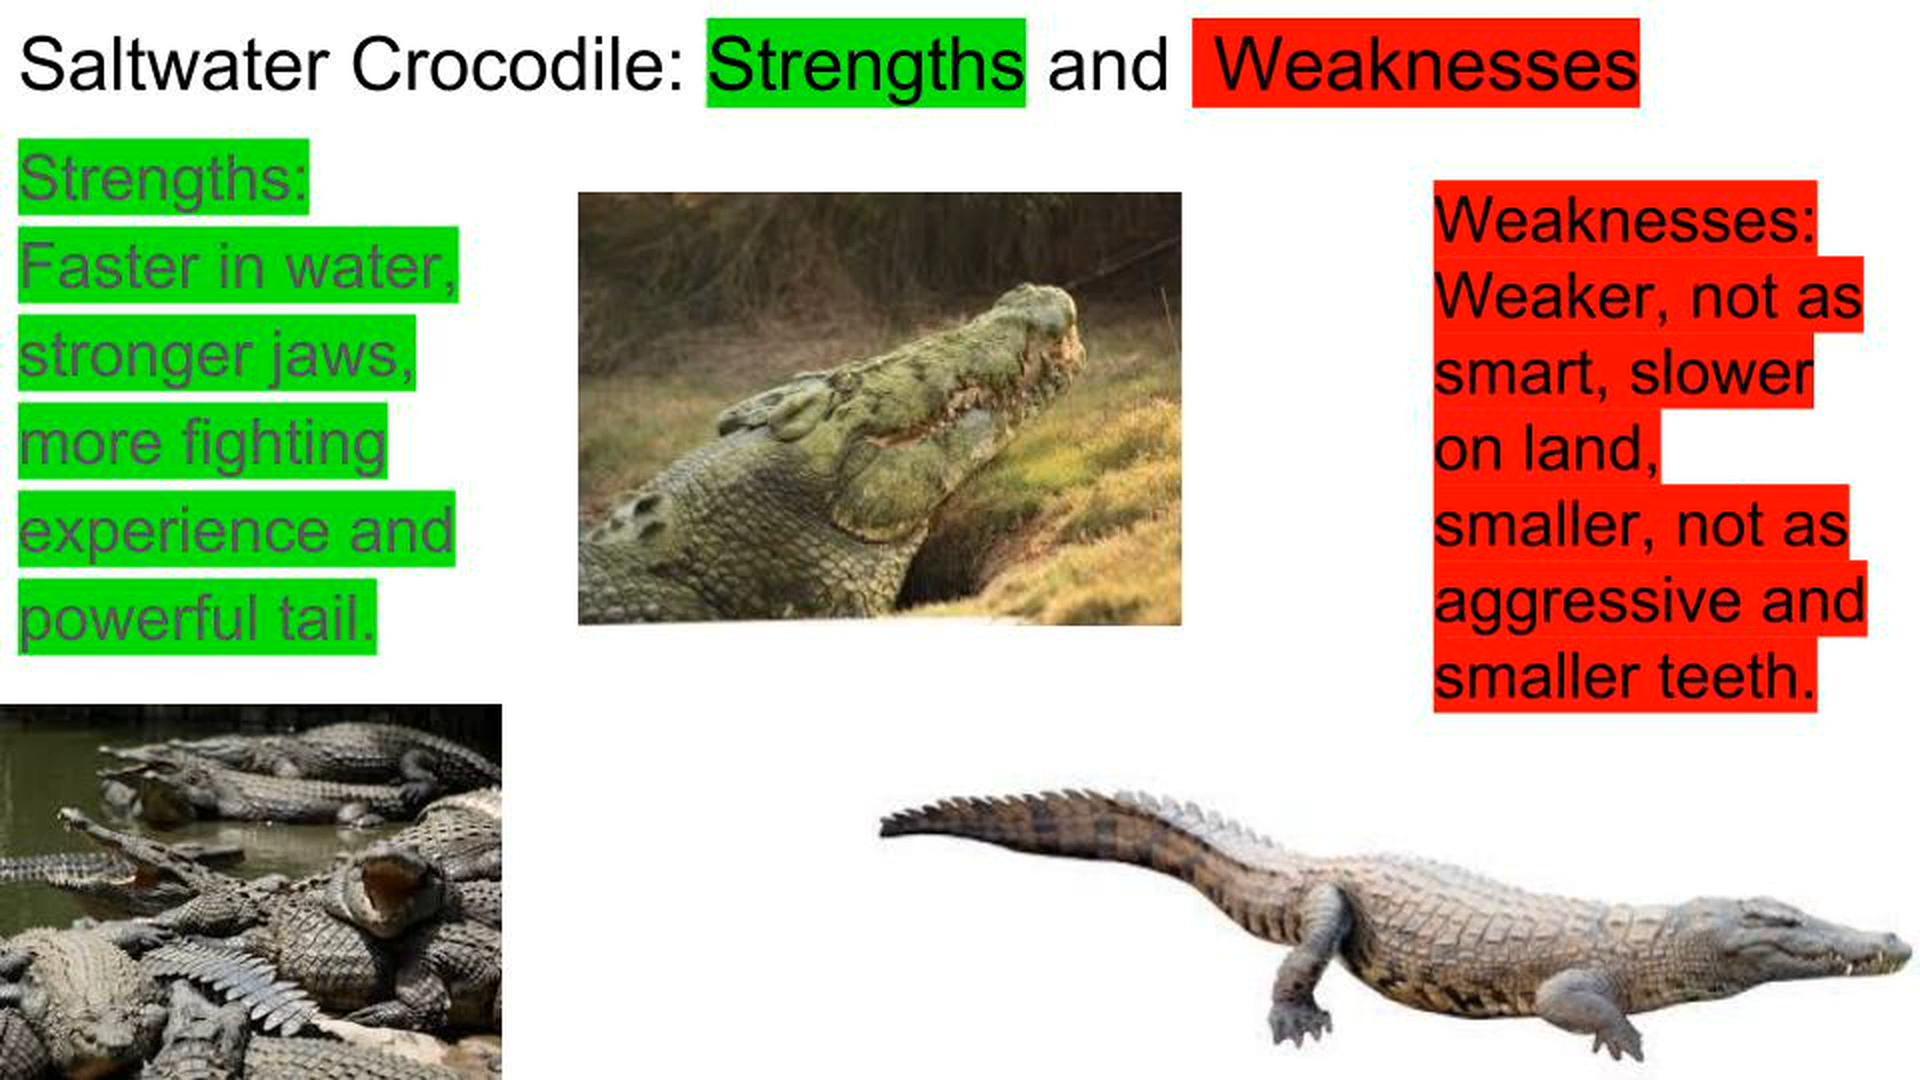 Saltwater Crocodile: Strengths and Weaknesses
Strengths:
Faster in water,
stronger jaws,
more fighting
experience and
powerful tail.
Weaknesses:
Weaker, not as
smart, slower
on land,
smaller, not as
aggressive and
smaller teeth.